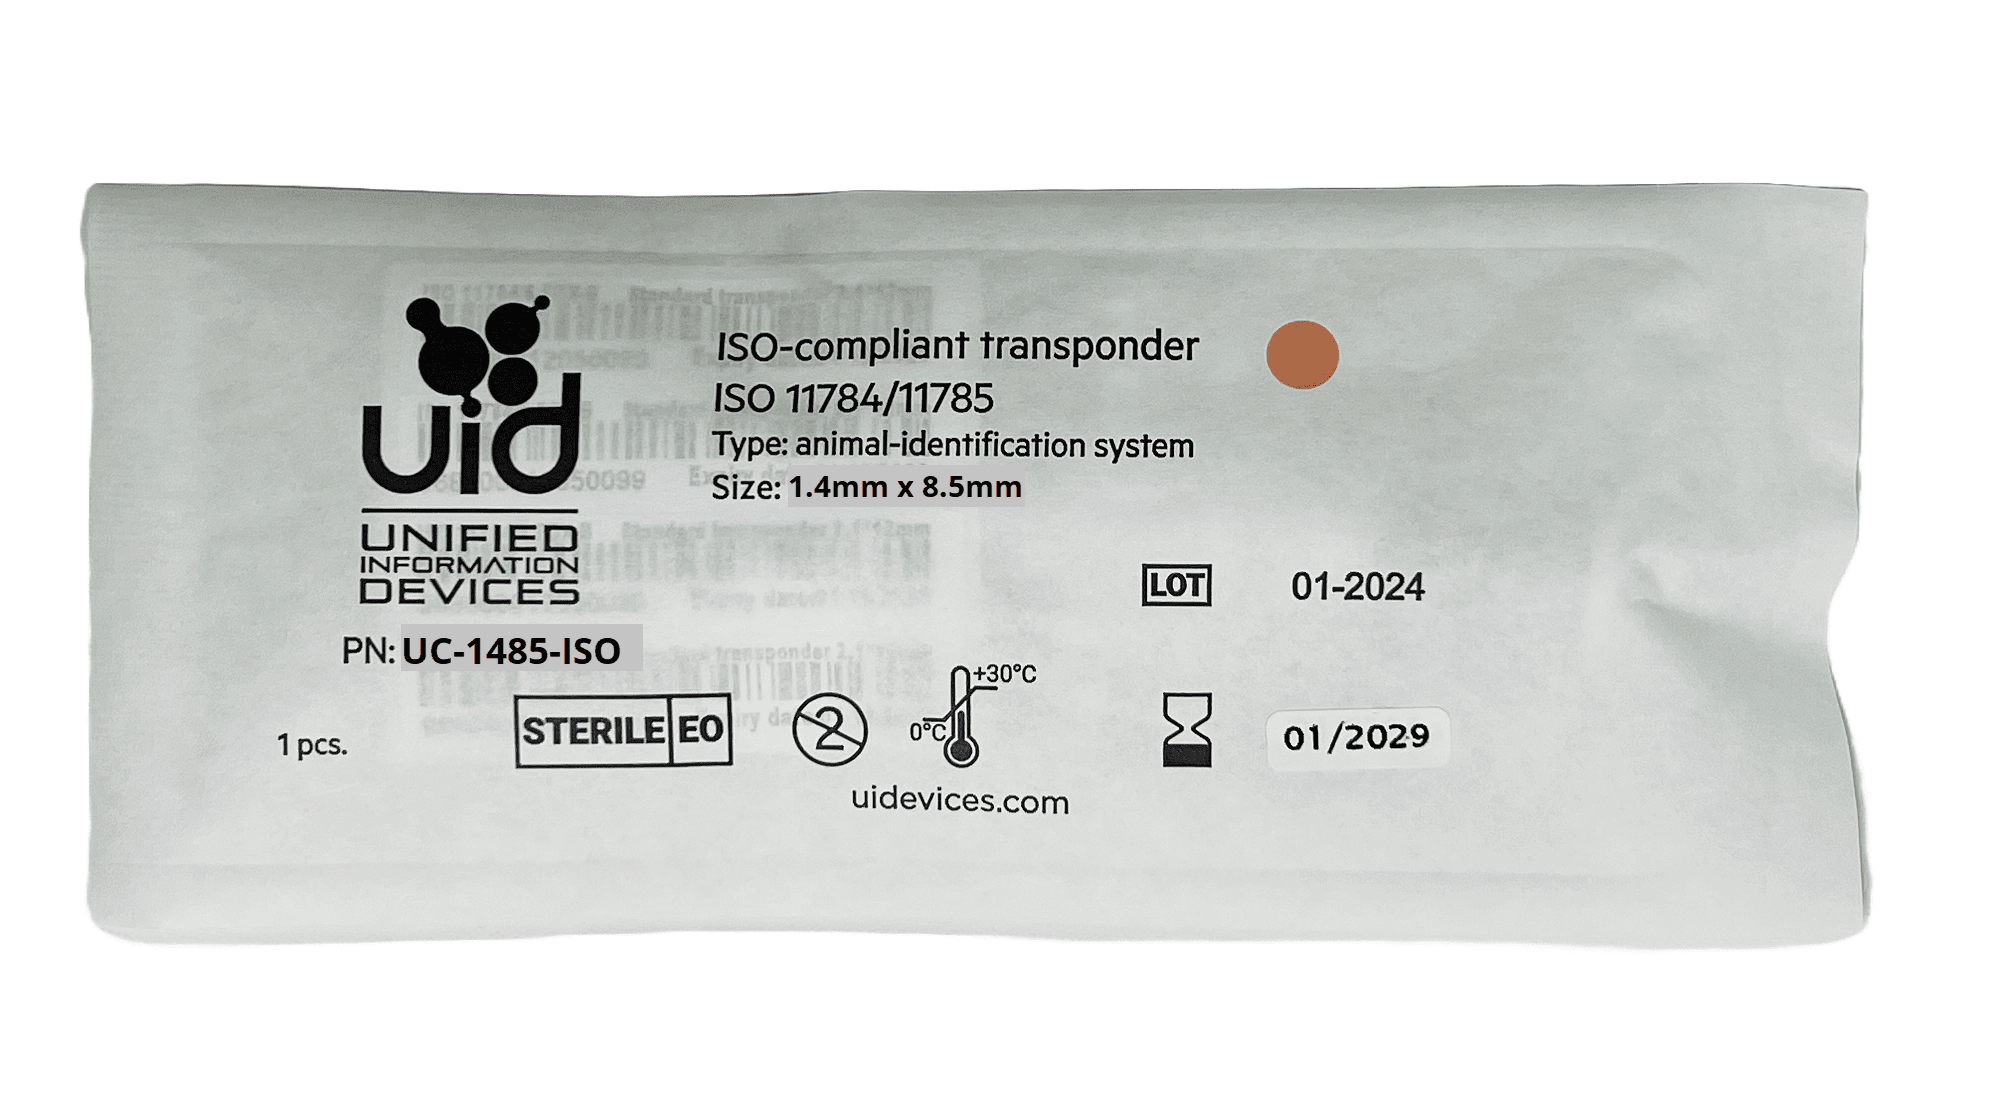 uid
UNIFIED
INFORMATION
DEVICES
PN: UC-1485-ISO
ISO-compliant transponder
ISO 11784/11785
Type: animal-identification system
Size: 1.4mm x 8.5mm
LOT 01-2024
1 pcs.
STERILE EO
2
0°C
+30°C
01/2029
uidevices.com